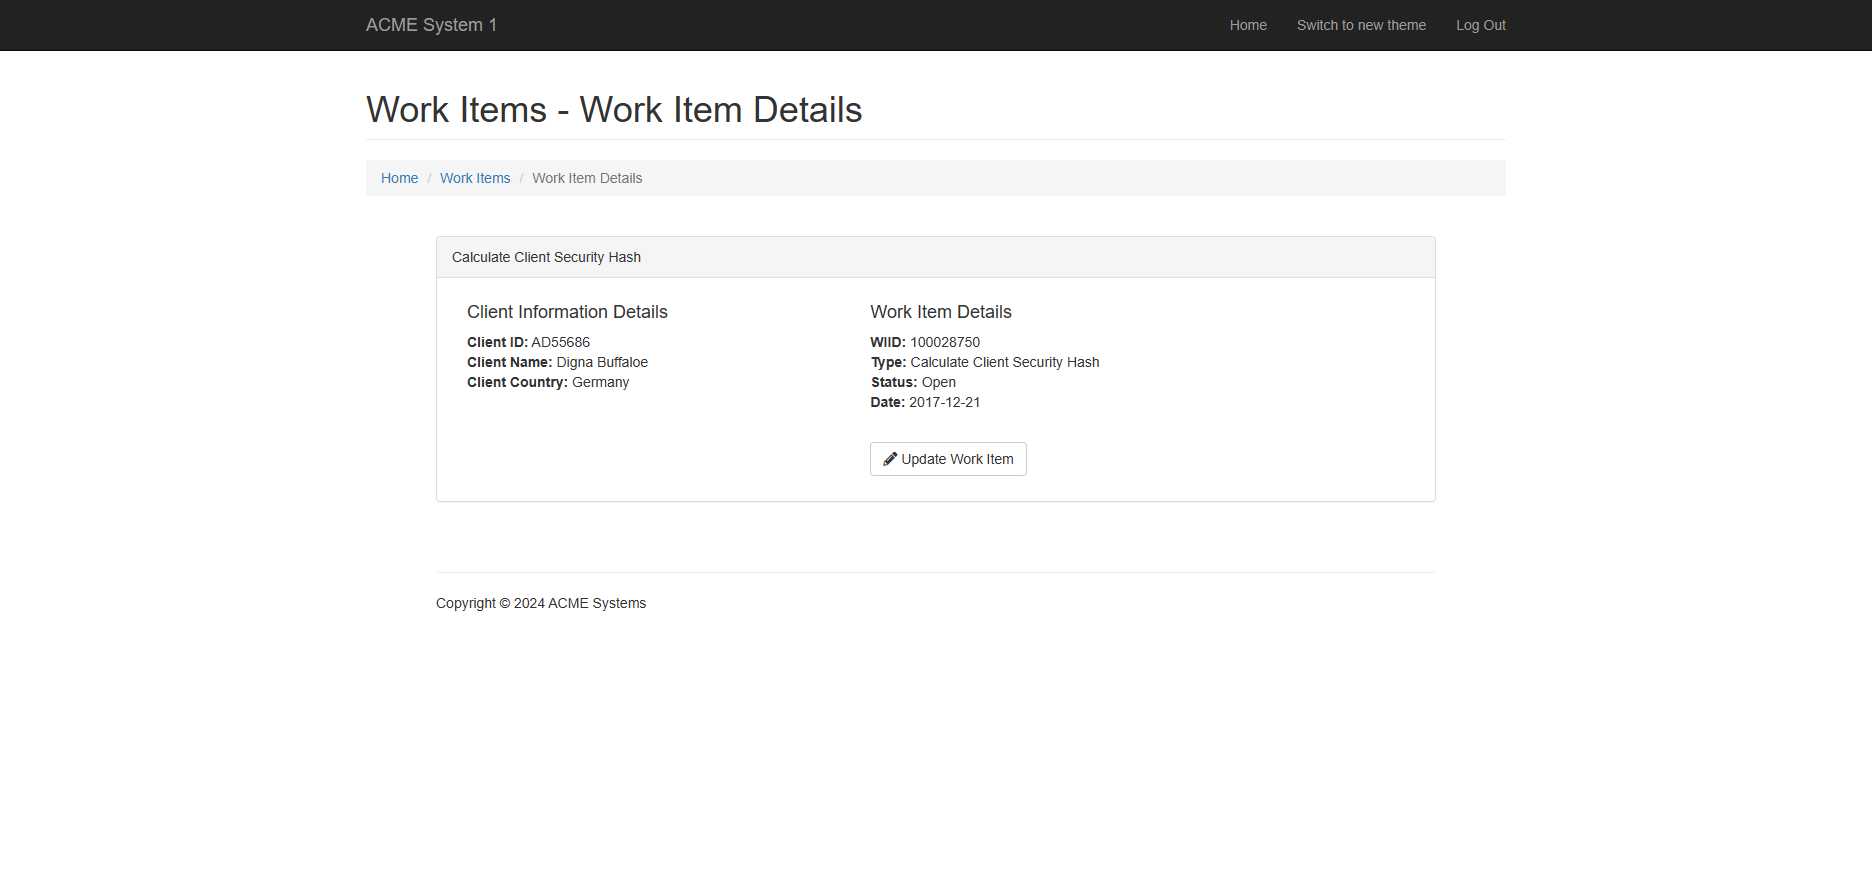 ACME System 1
Home
Switch to new theme
Log Out
Work Items - Work Item Details
Home / Work Items / Work Item Details
Calculate Client Security Hash
Client Information Details
Client ID: AD55686
Client Name: Digna Buffaloe
Client Country: Germany
Work Item Details
WIID: 100028750
Type: Calculate Client Security Hash
Status: Open
Date: 2017-12-21
Update Work Item
Copyright © 2024 ACME Systems